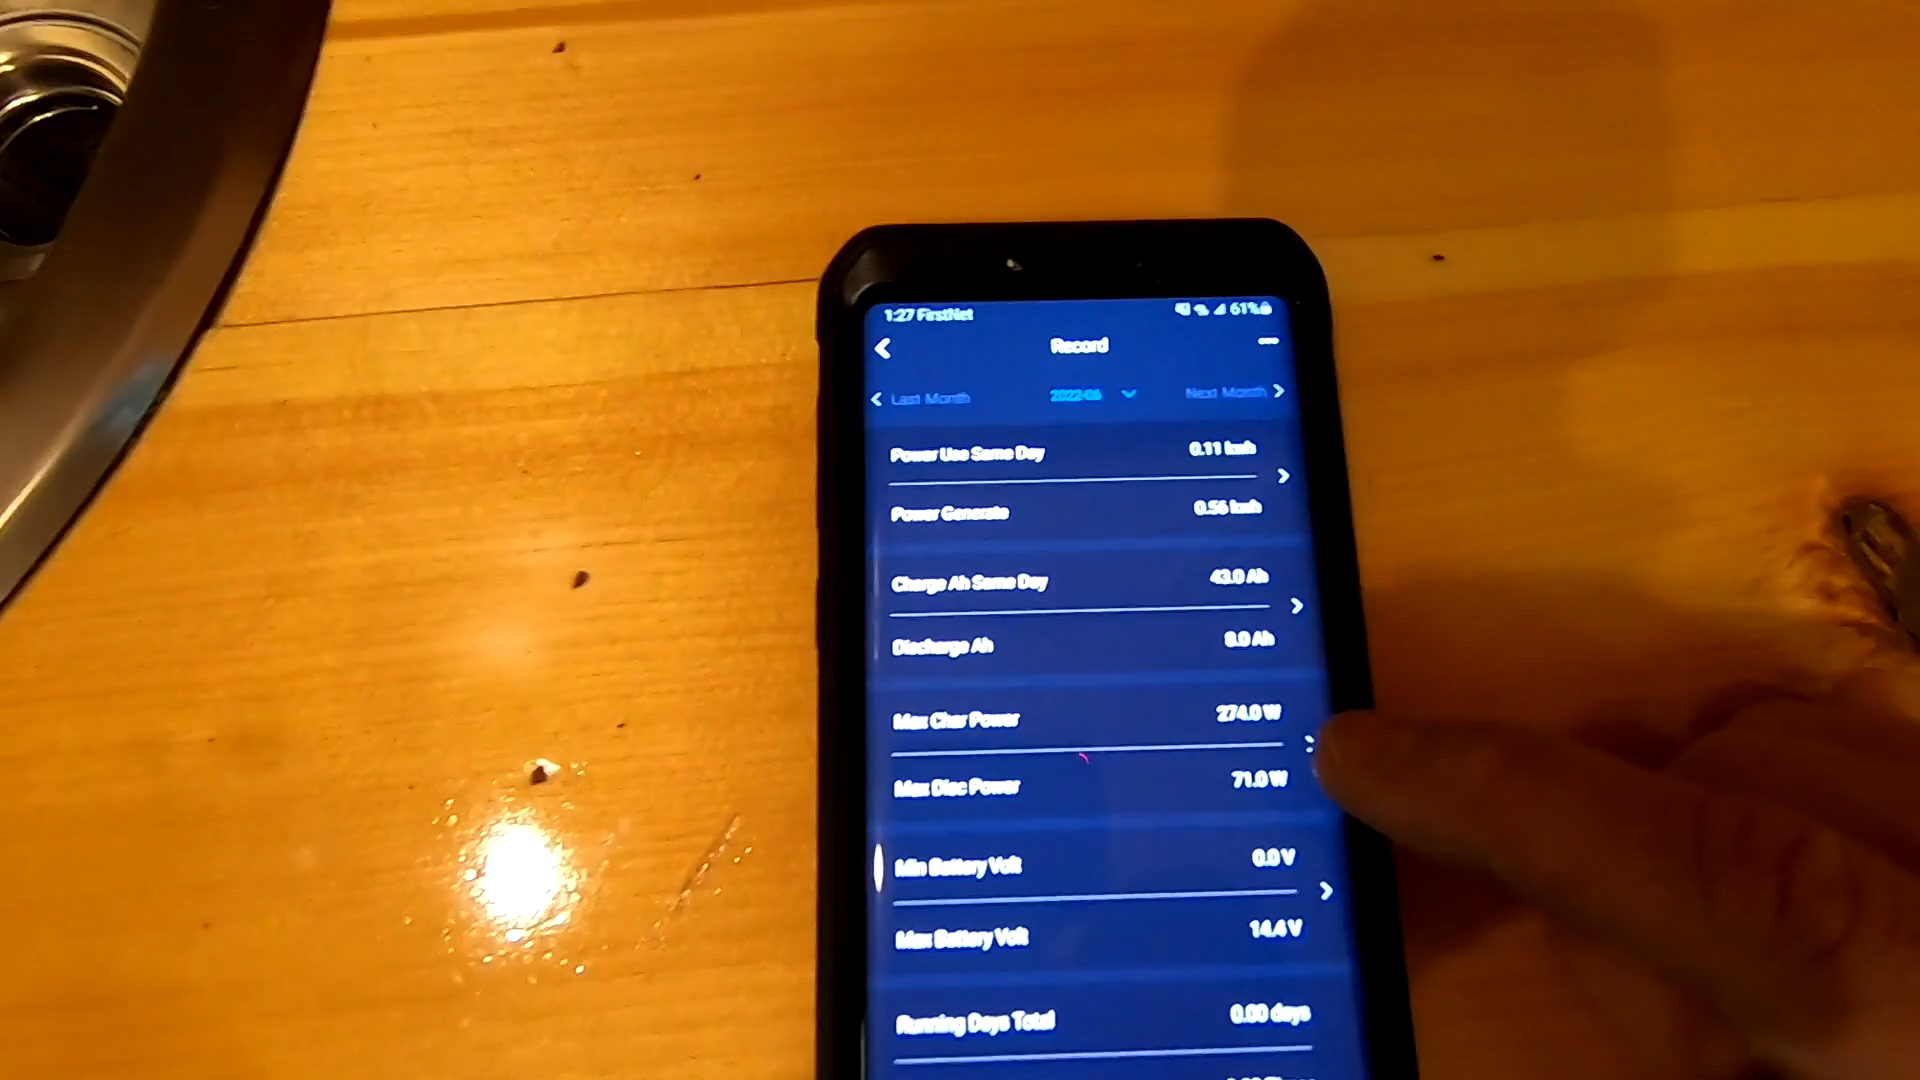 1:27 FirstNet 61%
Record
Last Month 2022-06 Next Month
Power Use Same Day 0.11 kwh
Power Generate 0.56 kwh
Charge Ah Same Day 43.0 Ah
Discharge Ah 8.0 Ah
Max Char Power 274.0 W
Max Disc Power 71.0 W
Min Battery Volt 0.0 V
Max Battery Volt 14.4 V
Running Days Total 0.00 days